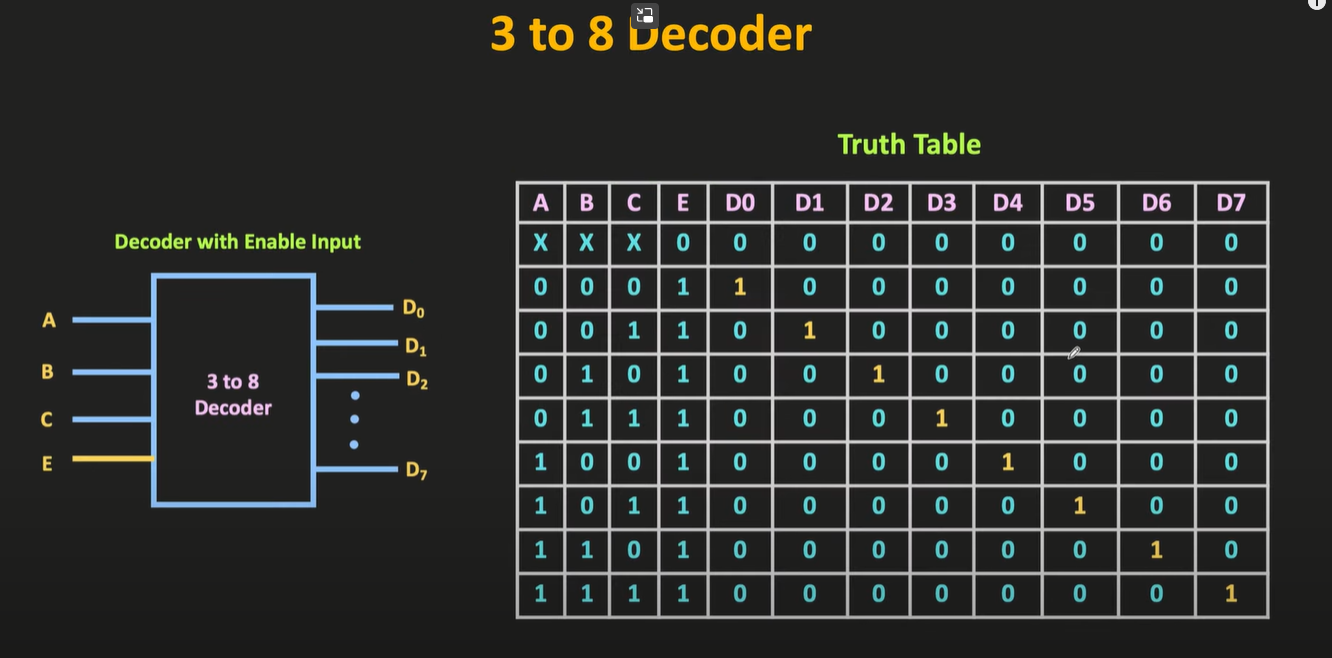 3 to 8 Decoder
Decoder with Enable Input
A
B
C
E
3 to 8
Decoder
D₀
D₁
D₂
D₇
Truth Table
A B C E D0 D1 D2 D3 D4 D5 D6 D7
X X X 0 0 0 0 0 0 0 0 0
0 0 0 1 1 0 0 0 0 0 0 0
0 0 1 1 0 1 0 0 0 0 0 0
0 1 0 1 0 0 1 0 0 0 0 0
0 1 1 1 0 0 0 1 0 0 0 0
1 0 0 1 0 0 0 0 1 0 0 0
1 0 1 1 0 0 0 0 0 1 0 0
1 1 0 1 0 0 0 0 0 0 1 0
1 1 1 1 0 0 0 0 0 0 0 1